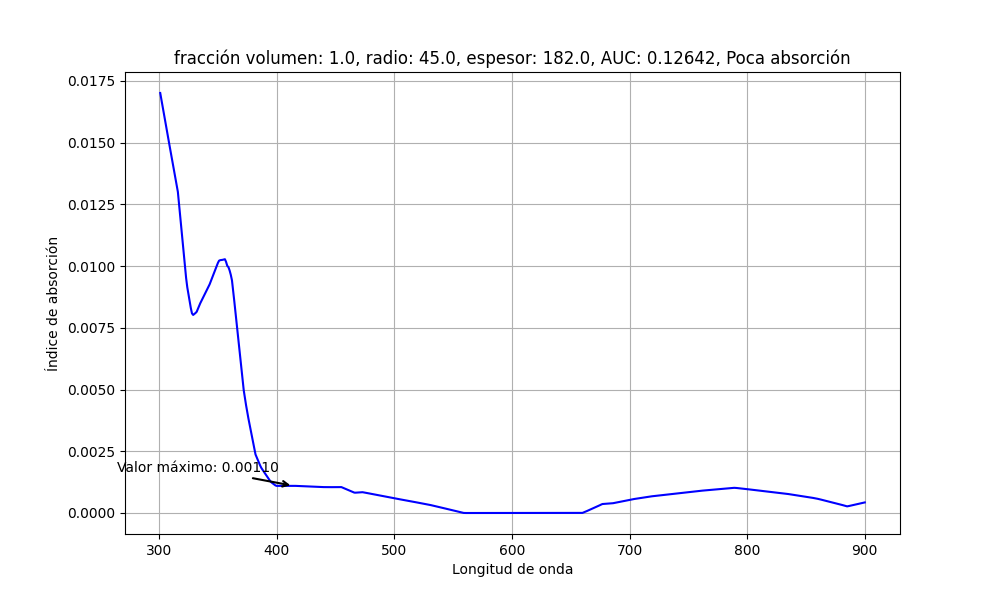 fracción volumen: 1.0, radio: 45.0, espesor: 182.0, AUC: 0.12642, Poca absorción
0.0175
0.0150
0.0125
0.0100
0.0075
0.0050
0.0025
0.0000
Índice de absorción
Valor máximo: 0.00110
300 400 500 600 700 800 900
Longitud de onda